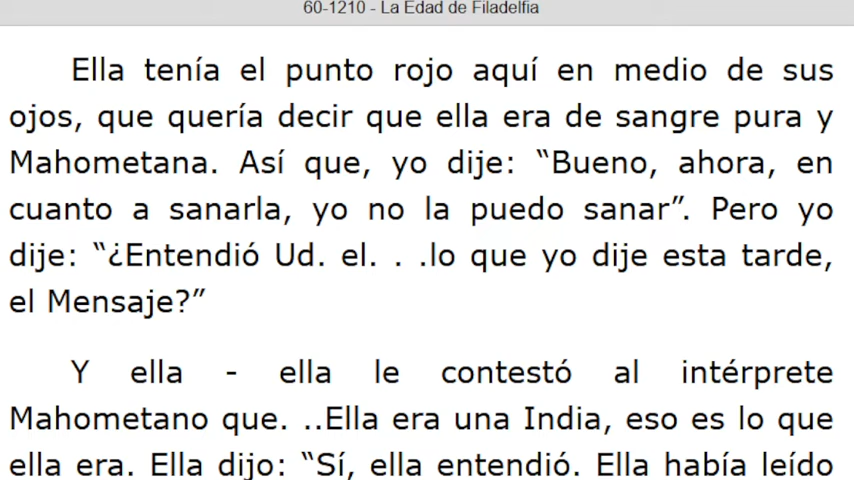 60-1210 - La Edad de Filadelfia
Ella tenía el punto rojo aquí en medio de sus
ojos, que quería decir que ella era de sangre pura y
Mahometana. Así que, yo dije: “Bueno, ahora, en
cuanto a sanarla, yo no la puedo sanar”. Pero yo
dije: “¿Entendió Ud. el. . .lo que yo dije esta tarde,
el Mensaje?”
Y ella - ella le contestó al intérprete
Mahometano que. ..Ella era una India, eso es lo que
ella era. Ella dijo: “Sí, ella entendió. Ella había leído